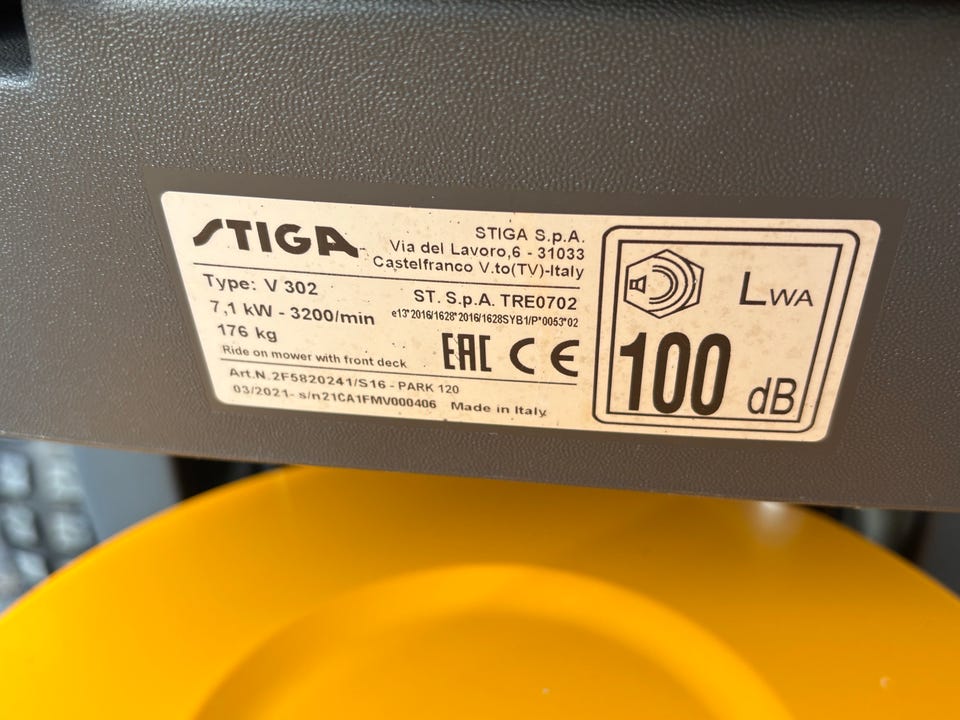 STIGA
STIGA S.p.A.
Via del Lavoro,6 - 31033
Castelfranco V.to(TV)-Italy
Type: V 302
7,1 kW - 3200/min
176 kg
Ride on mower with front deck
ST. S.p.A. TRE0702
e13*2016/1628*2016/1628SYB1/P*0053*02
EAC CE
Art.N.2F5820241/S16 - PARK 120
03/2021- s/n21CA1FMV000406 Made in Italy
LWA
100 dB